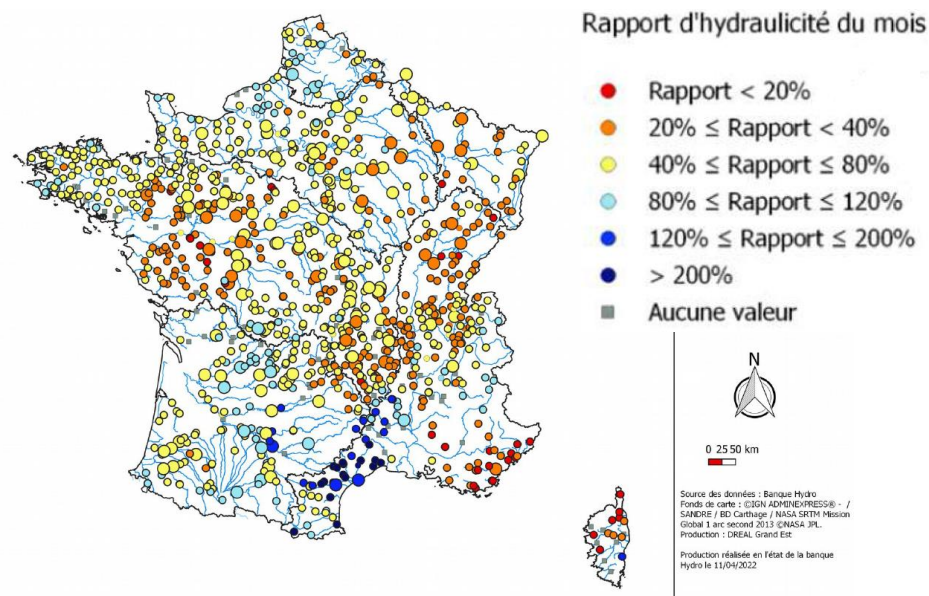 Rapport d'hydraulicité du mois
Rapport < 20%
20% ≤ Rapport < 40%
40% ≤ Rapport ≤ 80%
80% ≤ Rapport ≤ 120%
120% ≤ Rapport ≤ 200%
> 200%
Aucune valeur
N
0 25 50 km
Source des données : Banque Hydro
Fonds de carte : ©IGN ADMINEXPRESS® - /
SANDRE / BD Carthage / NASA SRTM Mission
Global 1 arc second 2013 ©NASA JPL.
Production : DREAL Grand Est
Production réalisée en l'état de la banque
Hydro le 11/04/2022